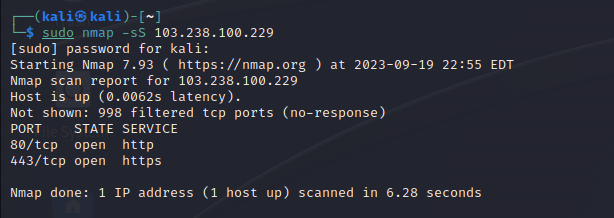 ┌──(kali㉿kali)-[~]
└─$ sudo nmap -sS 103.238.100.229
[sudo] password for kali:
Starting Nmap 7.93 ( https://nmap.org ) at 2023-09-19 22:55 EDT
Nmap scan report for 103.238.100.229
Host is up (0.0062s latency).
Not shown: 998 filtered tcp ports (no-response)
PORT    STATE SERVICE
80/tcp  open  http
443/tcp open  https

Nmap done: 1 IP address (1 host up) scanned in 6.28 seconds